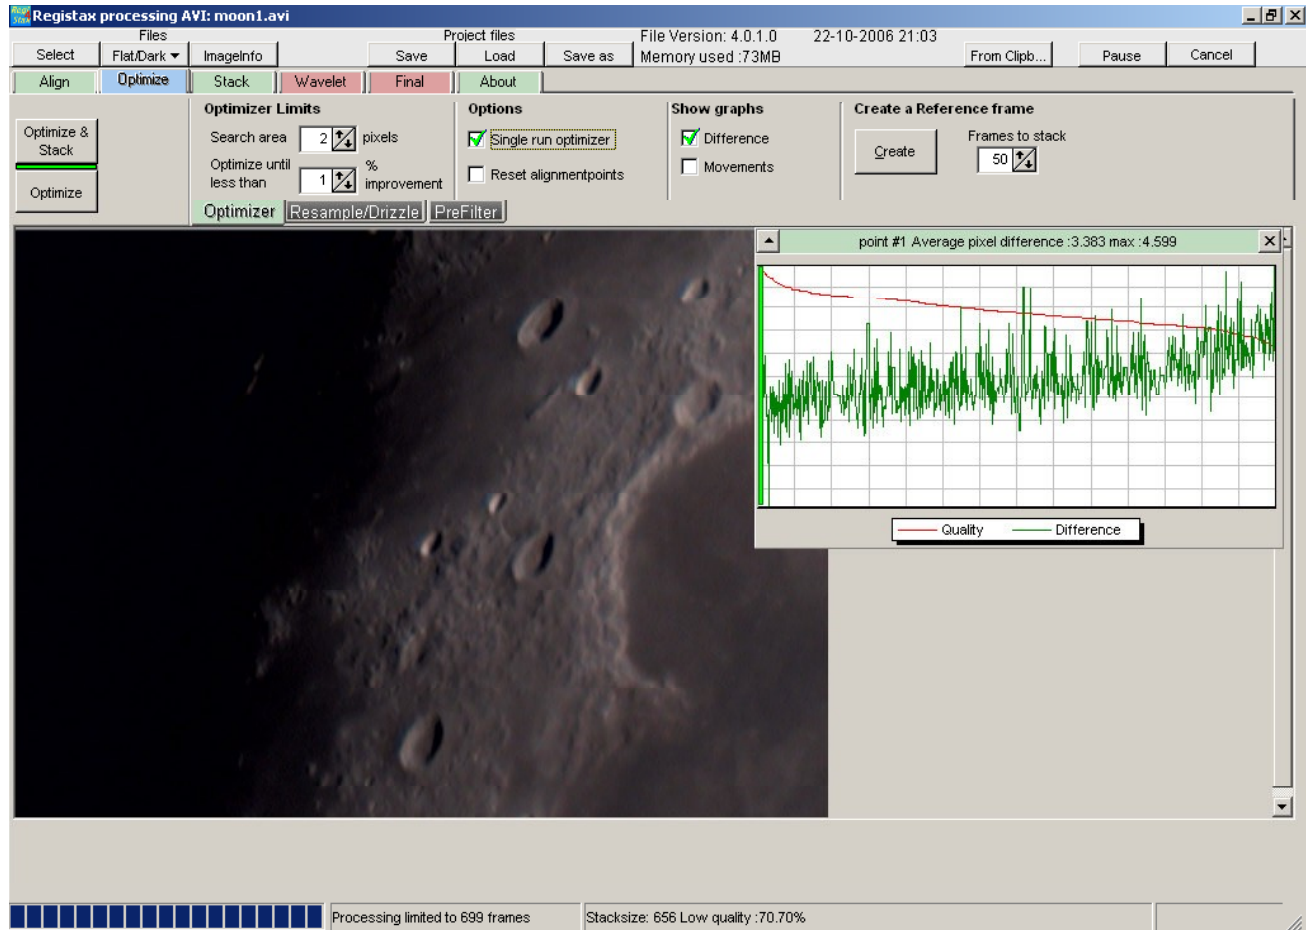 Registax processing AVI: moon1.avi
Files Project files File Version: 4.0.1.0 22-10-2006 21:03
Select Flat/Dark ImageInfo Save Load Save as Memory used :73MB From Clipb... Pause Cancel
Align Optimize Stack Wavelet Final About
Optimizer Limits Options Show graphs Create a Reference frame
Optimize & Stack
Search area 2 pixels
Single run optimizer
Difference
Create
Frames to stack
50
Optimize
Optimize until less than 1 % improvement
Reset alignmentpoints
Movements
Optimizer Resample/Drizzle PreFilter
point #1 Average pixel difference :3.383 max :4.599
Quality Difference
Processing limited to 699 frames Stacksize: 656 Low quality :70.70%